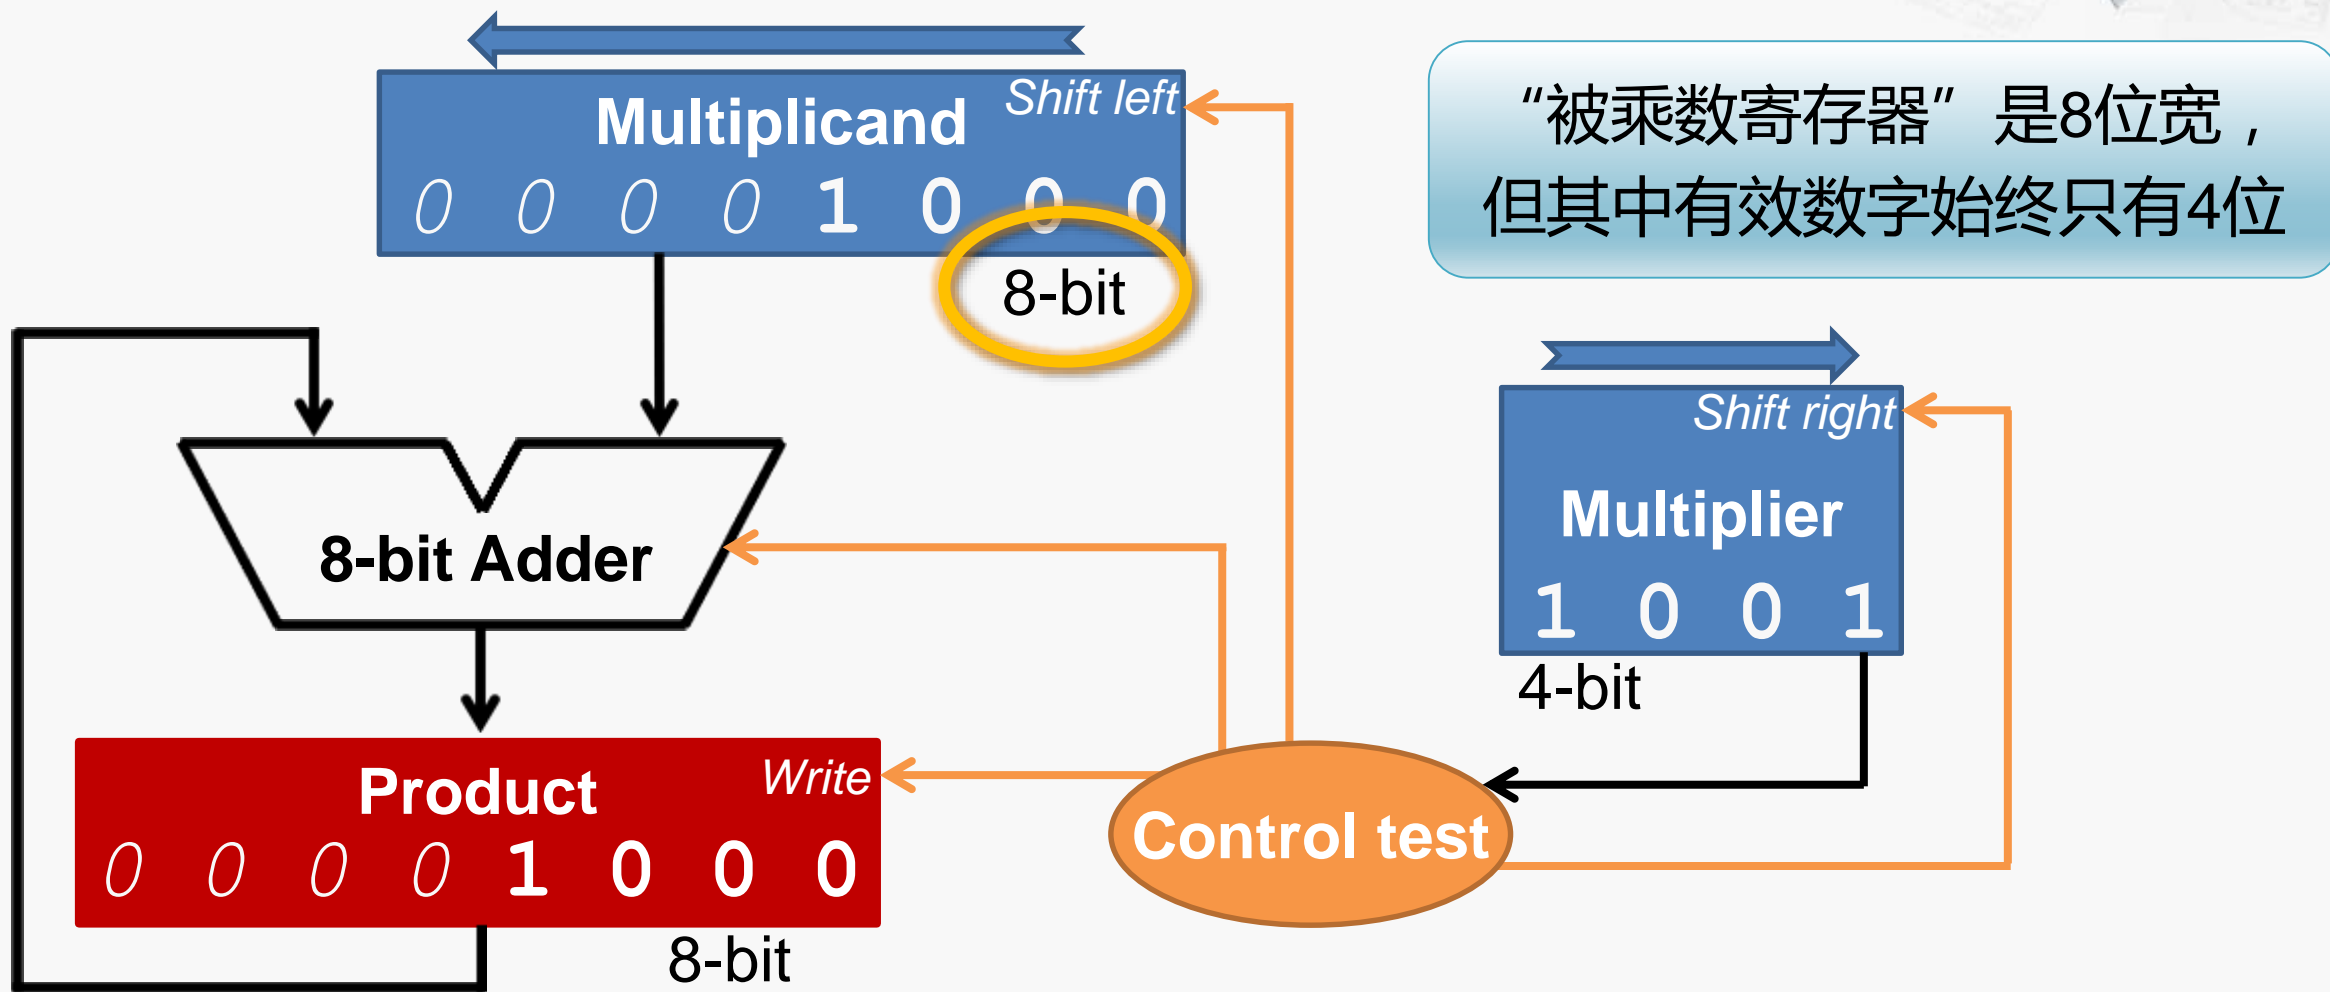 Shift left
Multiplicand
0 0 0 0 1 0 0 0
8-bit
“被乘数寄存器”是8位宽，
但其中有效数字始终只有4位
Shift right
Multiplier
1 0 0 1
4-bit
8-bit Adder
Product
Write
0 0 0 0 1 0 0 0
8-bit
Control test